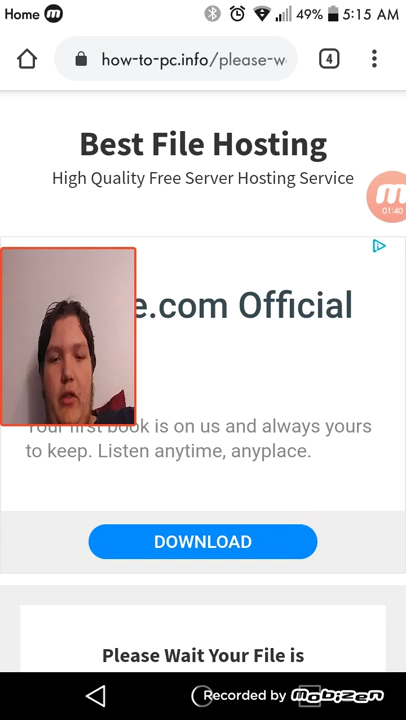 Home
49%
5:15 AM
how-to-pc.info/please-w
4
Best File Hosting
High Quality Free Server Hosting Service
01:40
e.com Official
Your first book is on us and always yours
to keep. Listen anytime, anyplace.
DOWNLOAD
Please Wait Your File is
Recorded by mobizen